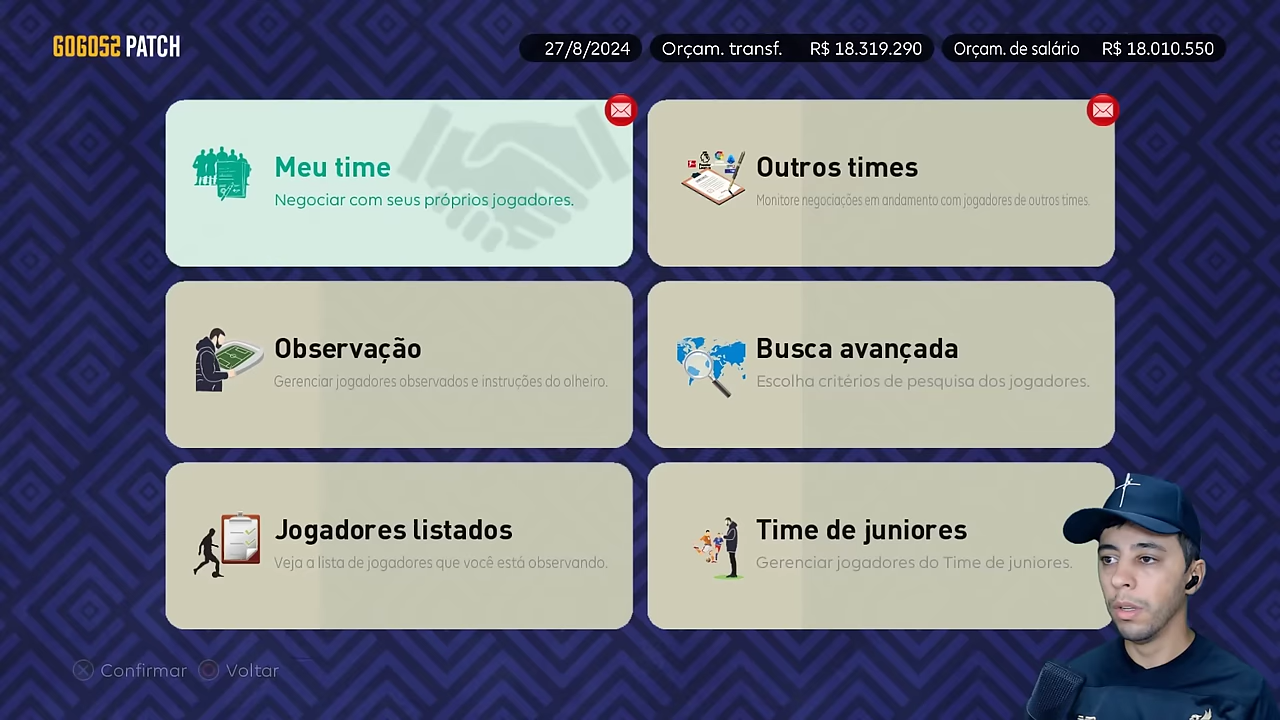 GOGOS2 PATCH
27/8/2024
Orçam. transf. R$ 18.319.290
Orçam. de salário R$ 18.010.550
Meu time
Negociar com seus próprios jogadores.
Outros times
Monitore negociações em andamento com jogadores de outros times.
Observação
Gerenciar jogadores observados e instruções do olheiro.
Busca avançada
Escolha critérios de pesquisa dos jogadores.
Jogadores listados
Veja a lista de jogadores que você está observando.
Time de juniores
Gerenciar jogadores do Time de juniores.
Confirmar Voltar